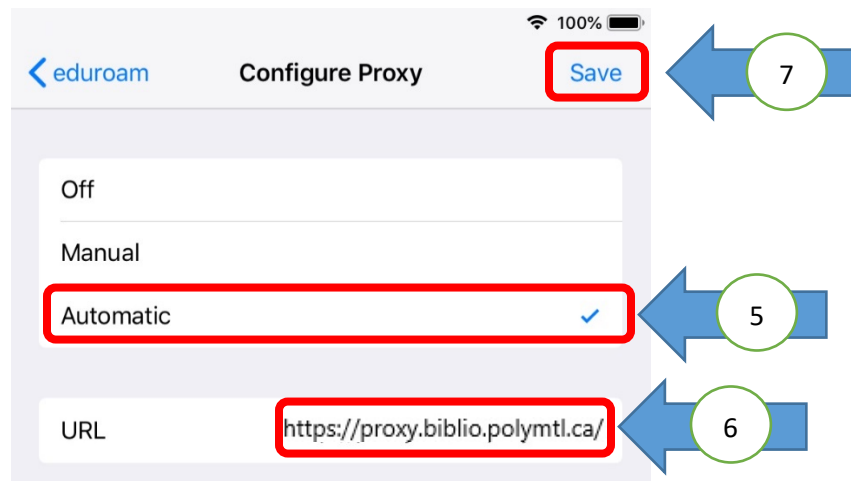 100%
eduroam Configure Proxy Save 7
Off
Manual
Automatic 5
URL https://proxy.biblio.polymtl.ca/ 6